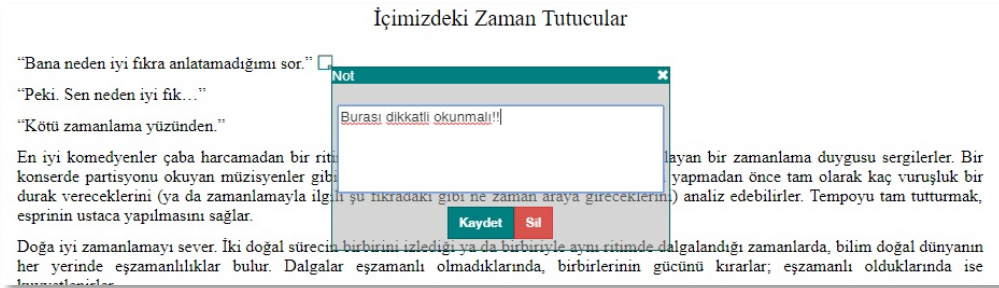 İçimizdeki Zaman Tutucular
“Bana neden iyi fıkra anlatamadığımı sor.”
Not
“Peki. Sen neden iyi fık…”
Burası dikkatli okunmalı!!
“Kötü zamanlama yüzünden.”
En iyi komedyenler çaba harcamadan bir layan bir zamanlama duygusu sergilerler. Bir
konserde partisyonu okuyan müzisyenler gibi yapmadan önce tam olarak kaç vuruşluk bir
durak vereceklerini (ya da zamanlamayla ilgili şu fıkradaki gibi ne zaman araya gireceklerini) analiz edebilirler. Tempoyu tam tutturmak,
esprinin ustaca yapılmasını sağlar.
Kaydet Sil
Doğa iyi zamanlamayı sever. İki doğal sürecin birbirini izlediği ya da birbiriyle aynı ritimde dalgalandığı zamanlarda, bilim doğal dünyanın
her yerinde eşzamanlılıklar bulur. Dalgalar eşzamanlı olmadıklarında, birbirlerinin gücünü kırarlar; eşzamanlı olduklarında ise